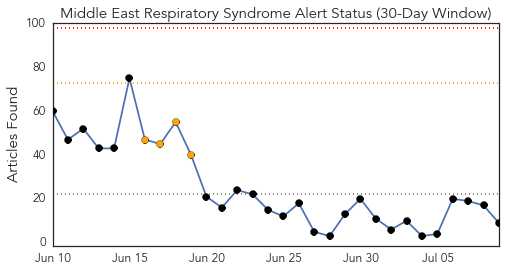 Middle East Respiratory Syndrome Alert Status (30-Day Window)
100
80
60
40
20
0
Articles Found
Jun 10
Jun 15
Jun 20
Jun 25
Jun 30
Jul 05